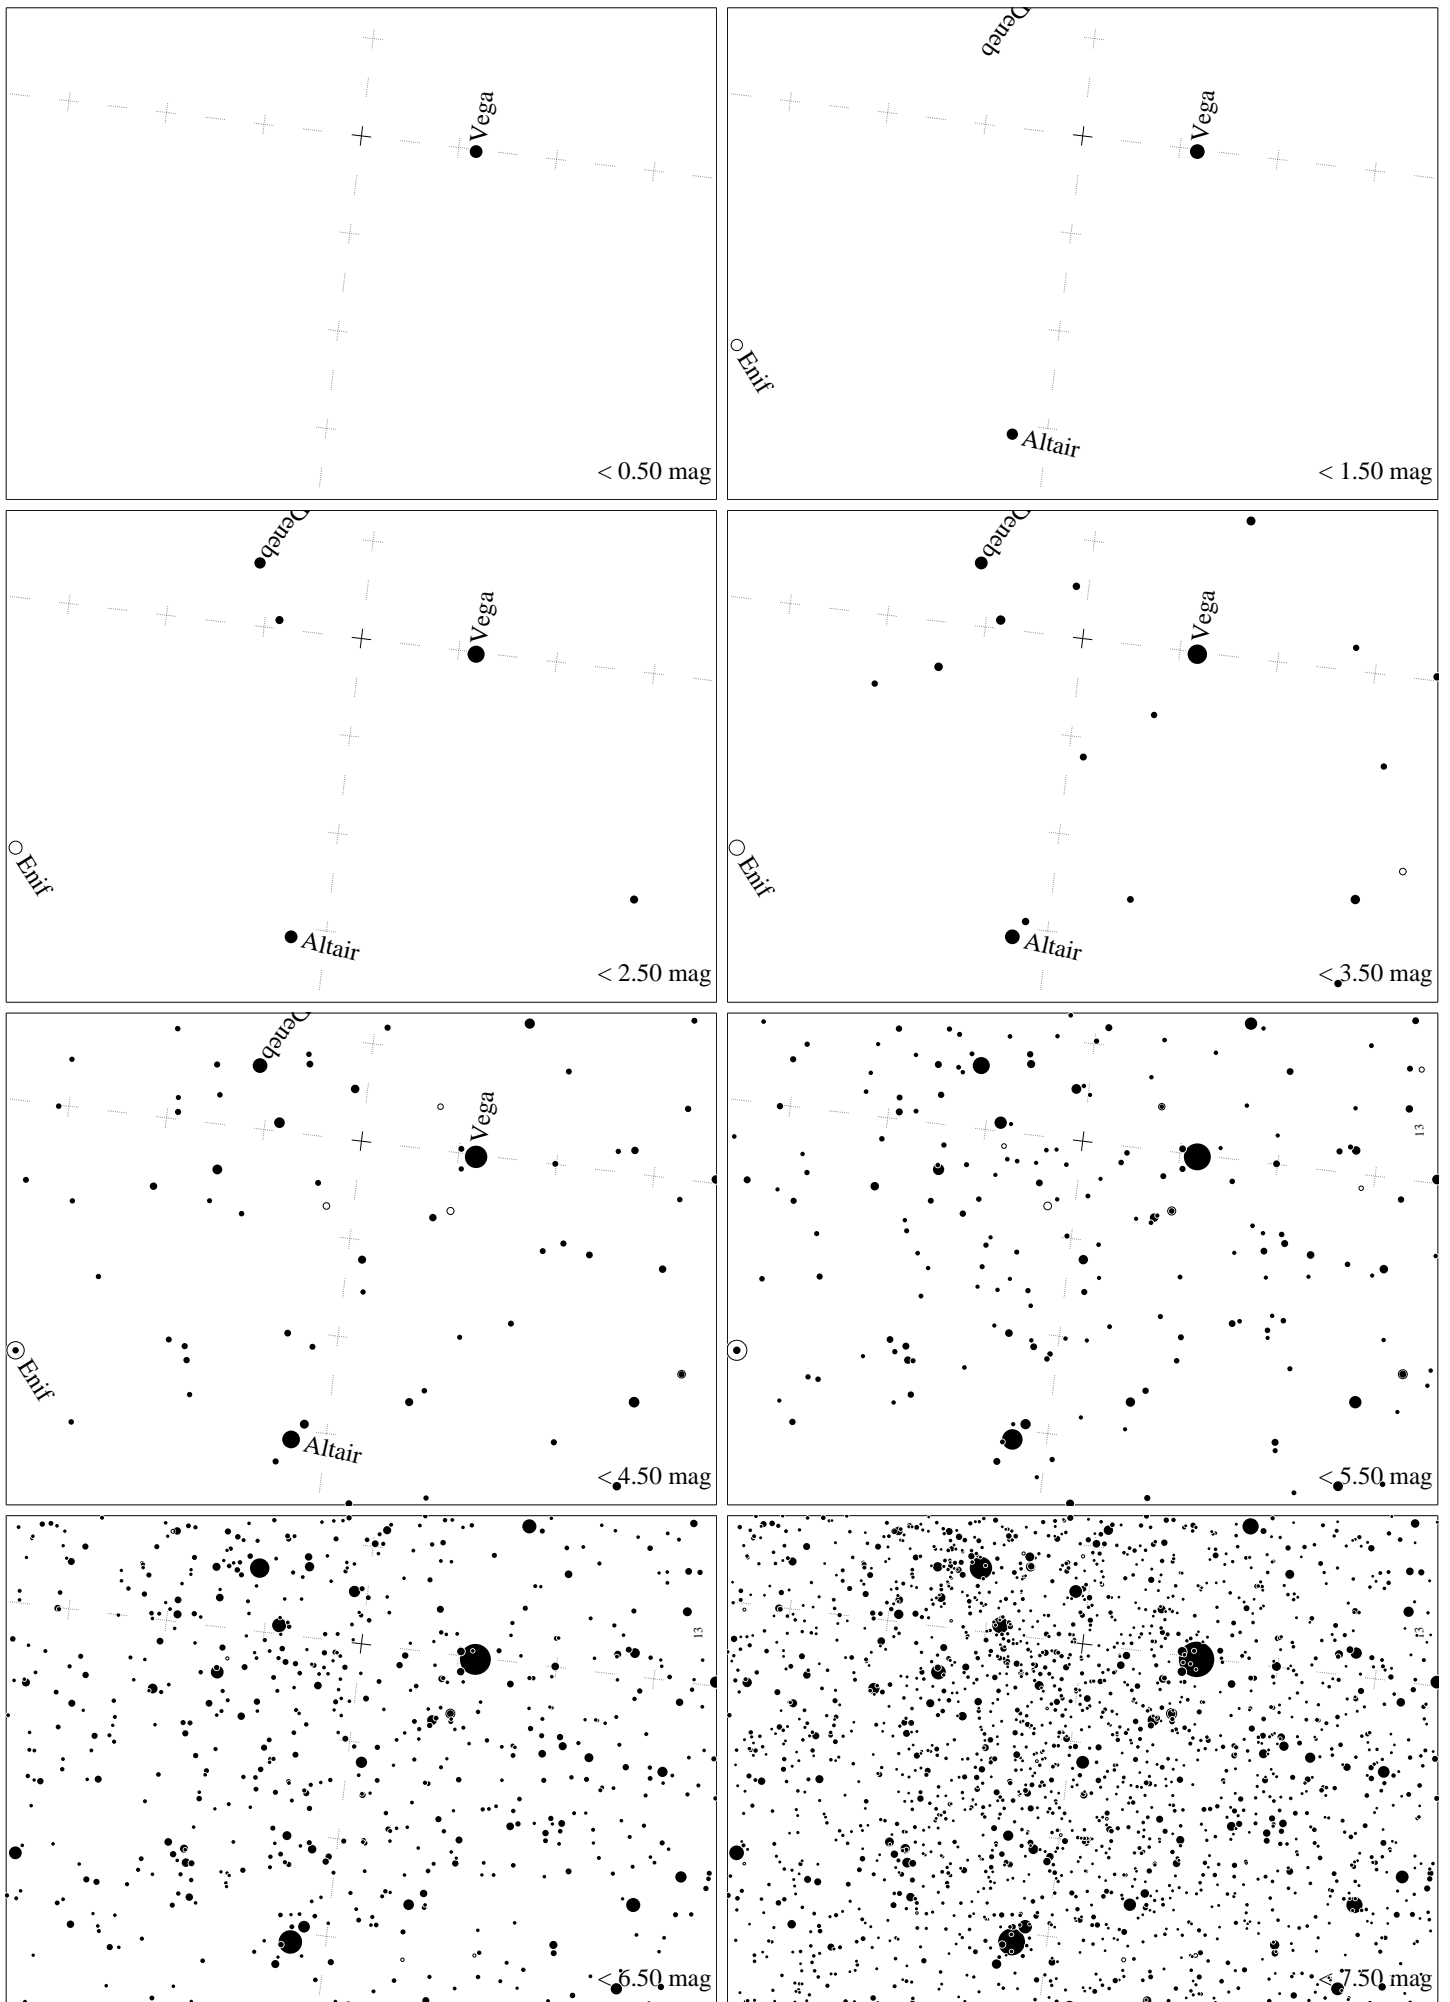 Vega
< 0.50 mag
Deneb
Vega
Enif
Altair
< 1.50 mag
Deneb
Vega
Enif
Altair
< 2.50 mag
Deneb
Vega
Enif
Altair
< 3.50 mag
Deneb
Vega
Enif
Altair
< 4.50 mag
13
< 5.50 mag
13
< 6.50 mag
13
< 7.50 mag